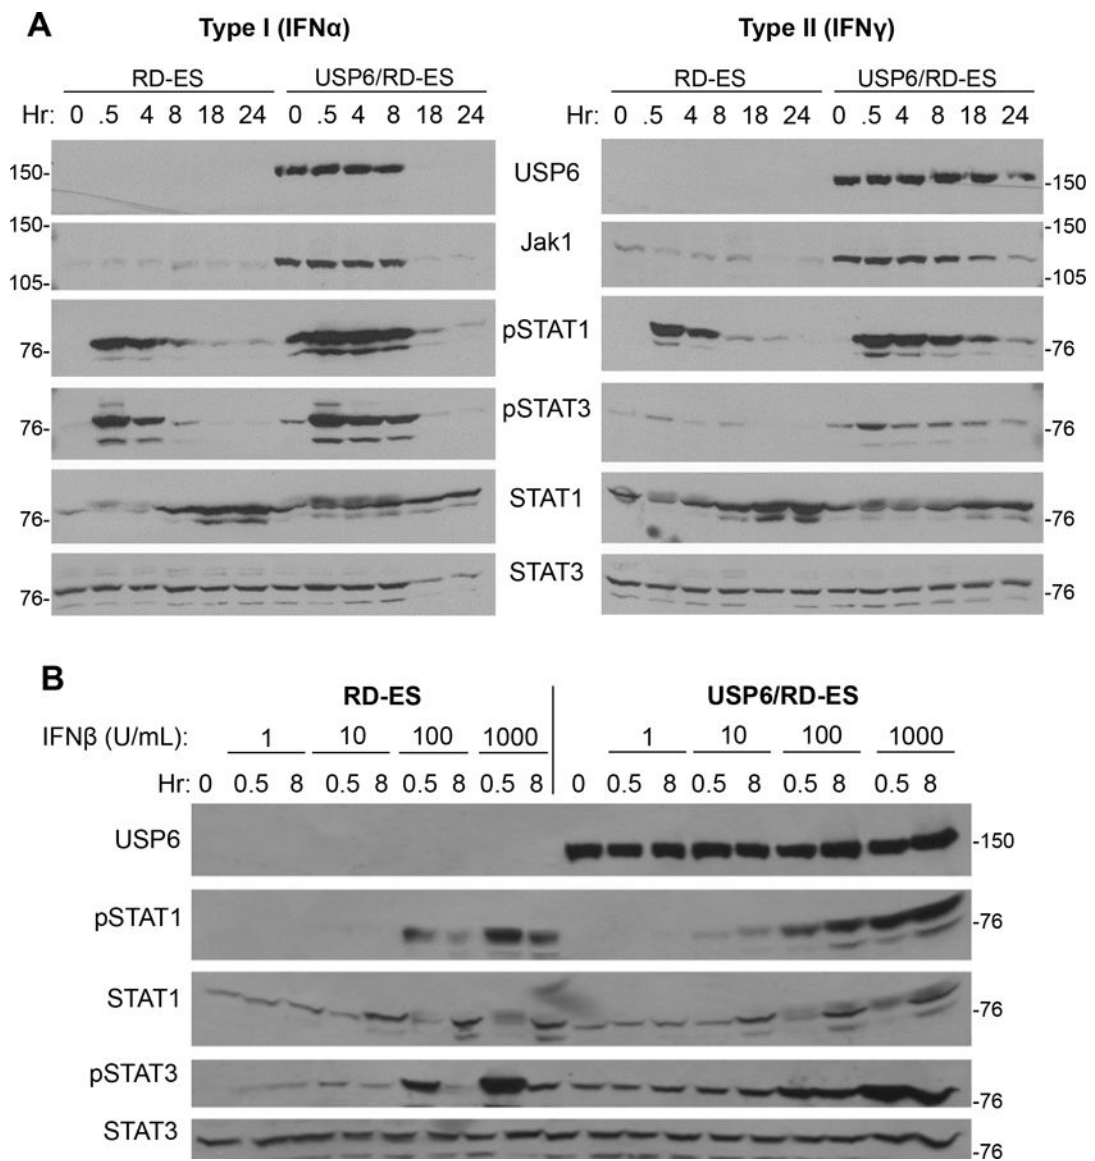 A
Type I (IFNα) Type II (IFNγ)
RD-ES USP6/RD-ES RD-ES USP6/RD-ES
Hr: 0 .5 4 8 18 24 0 .5 4 8 18 24 Hr: 0 .5 4 8 18 24 0 .5 4 8 18 24
150- USP6 -150
150- Jak1 -150
105- -105
76- pSTAT1 -76
76- pSTAT3 -76
76- STAT1 -76
76- STAT3 -76
B
RD-ES USP6/RD-ES
IFNβ (U/mL): 1 10 100 1000 1 10 100 1000
Hr: 0 0.5 8 0.5 8 0.5 8 0.5 8 0 0.5 8 0.5 8 0.5 8 0.5 8
USP6 -150
pSTAT1 -76
STAT1 -76
pSTAT3 -76
STAT3 -76